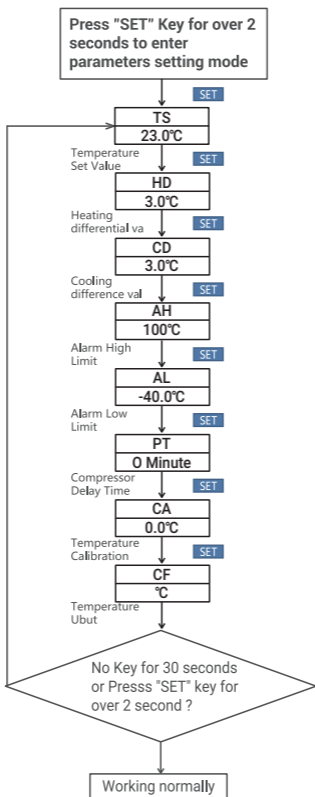 Press "SET" Key for over 2
seconds to enter
parameters setting mode
SET
TS
23.0℃
Temperature
Set Value
SET
HD
3.0℃
Heating
differential va
SET
CD
3.0℃
Cooling
difference val
SET
AH
100℃
Alarm High
Limit
SET
AL
-40.0℃
Alarm Low
Limit
SET
PT
O Minute
Compressor
Delay Time
SET
CA
0.0℃
Temperature
Calibration
SET
CF
℃
Temperature
Ubut
No Key for 30 seconds
or Presss "SET" key for
over 2 second ?
Working normally